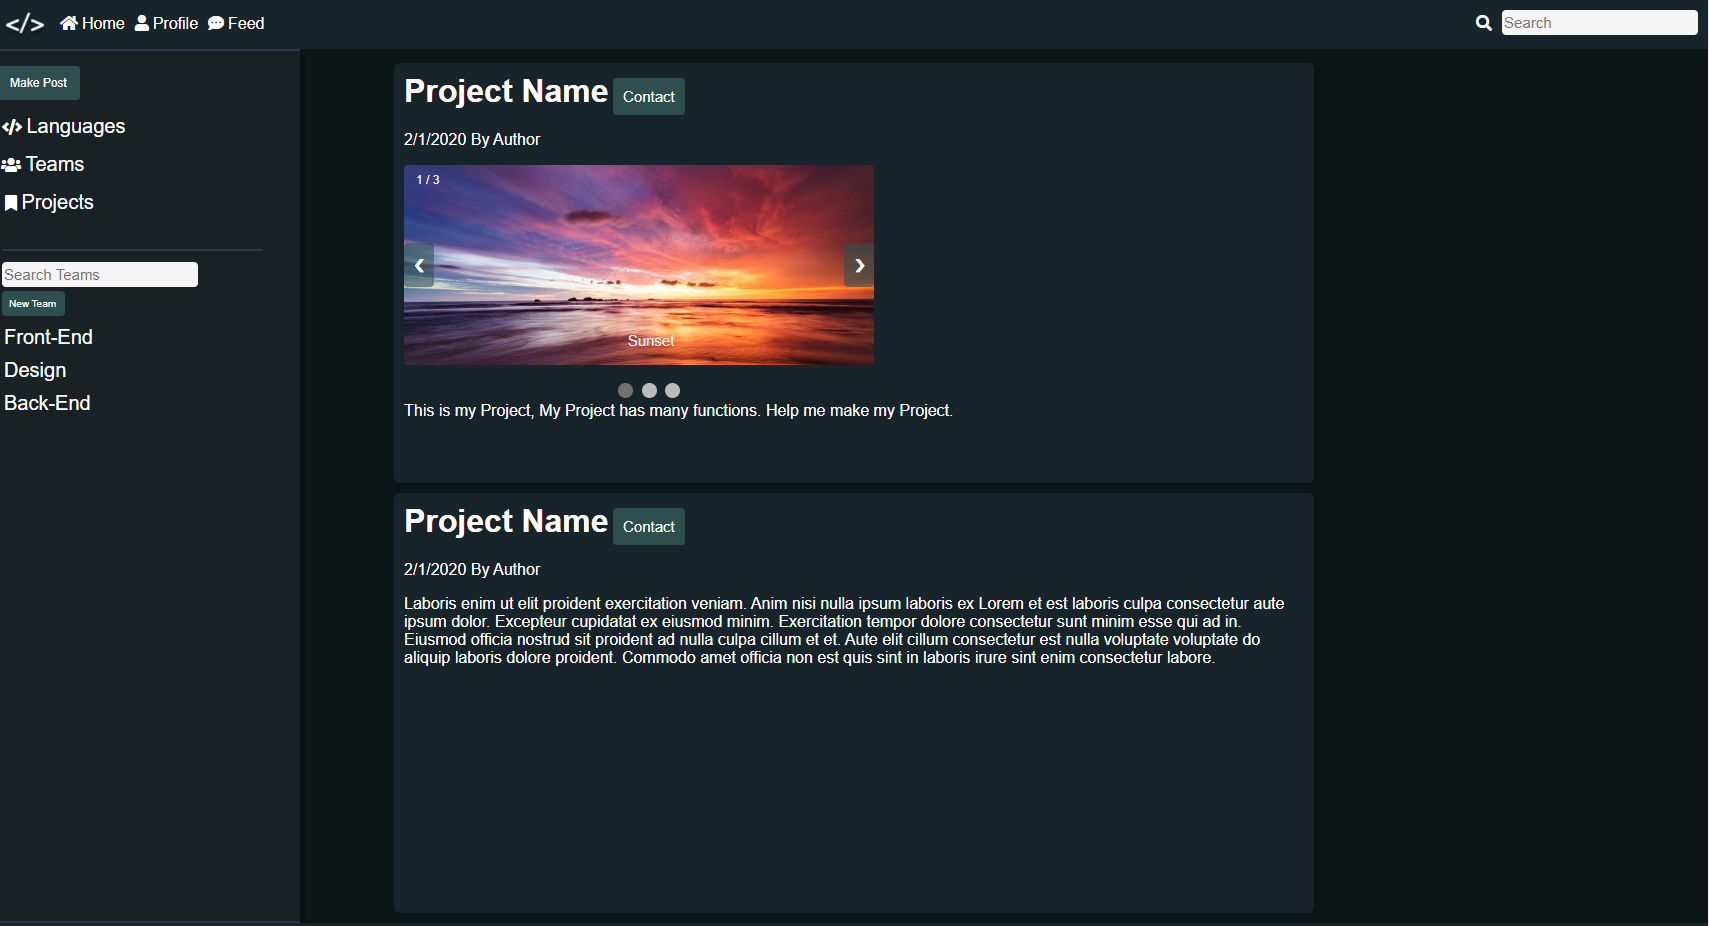 </> Home Profile Feed Search
Make Post
Languages
Teams
Projects
Search Teams
New Team
Front-End
Design
Back-End
Project Name Contact
2/1/2020 By Author
1 / 3
❮ ❯
Sunset
This is my Project, My Project has many functions. Help me make my Project.
Project Name Contact
2/1/2020 By Author
Laboris enim ut elit proident exercitation veniam. Anim nisi nulla ipsum laboris ex Lorem et est laboris culpa consectetur aute
ipsum dolor. Excepteur cupidatat ex eiusmod minim. Exercitation tempor dolore consectetur sunt minim esse qui ad in.
Eiusmod officia nostrud sit proident ad nulla culpa cillum et et. Aute elit cillum consectetur est nulla voluptate voluptate do
aliquip laboris dolore proident. Commodo amet officia non est quis sint in laboris irure sint enim consectetur labore.